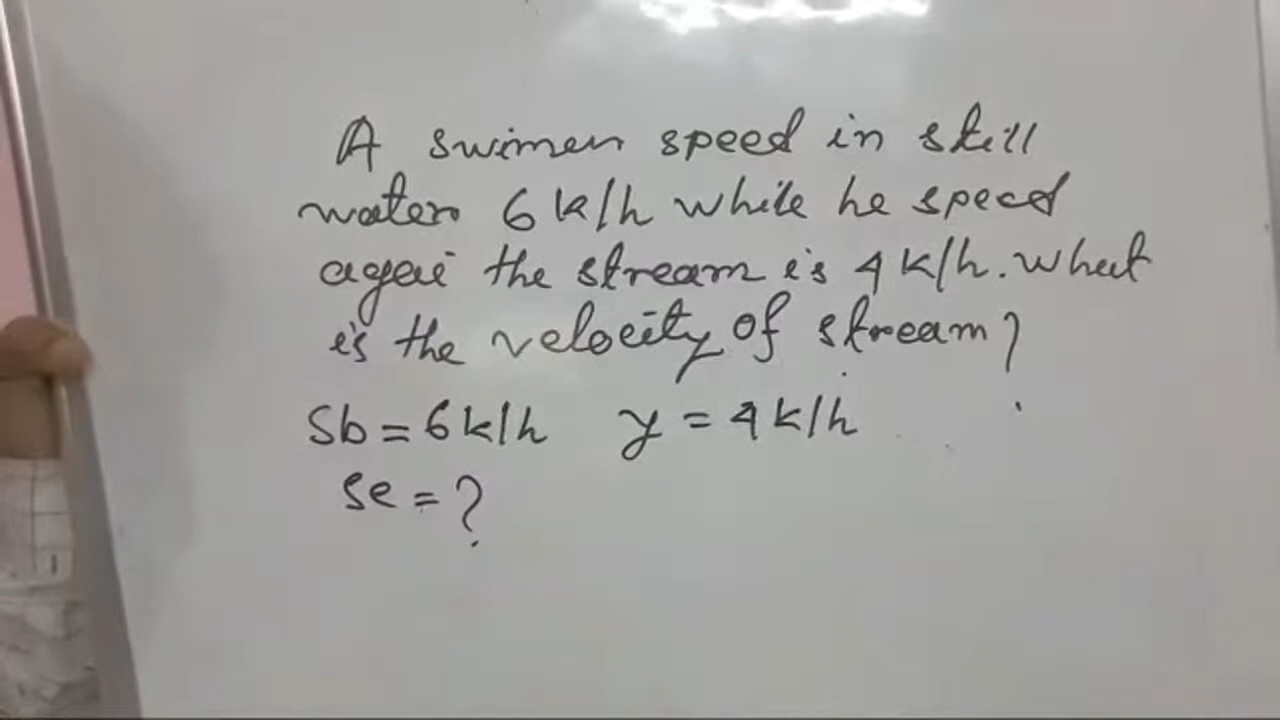 A swimen speed in still
water 6 k/h while he speed
agai the stream is 4 k/h. What
is the velocity of stream?
Sb = 6 k/h y = 4 k/h
Se = ?